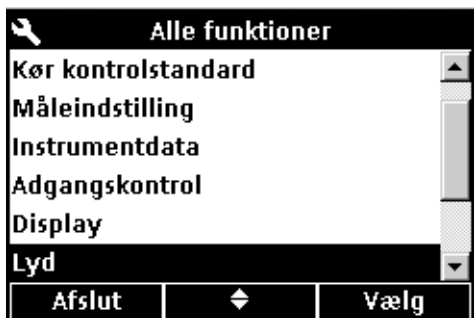 Alle funktioner
Kør kontrolstandard
Måleindstilling
Instrumentdata
Adgangskontrol
Display
Lyd
Afslut Vælg